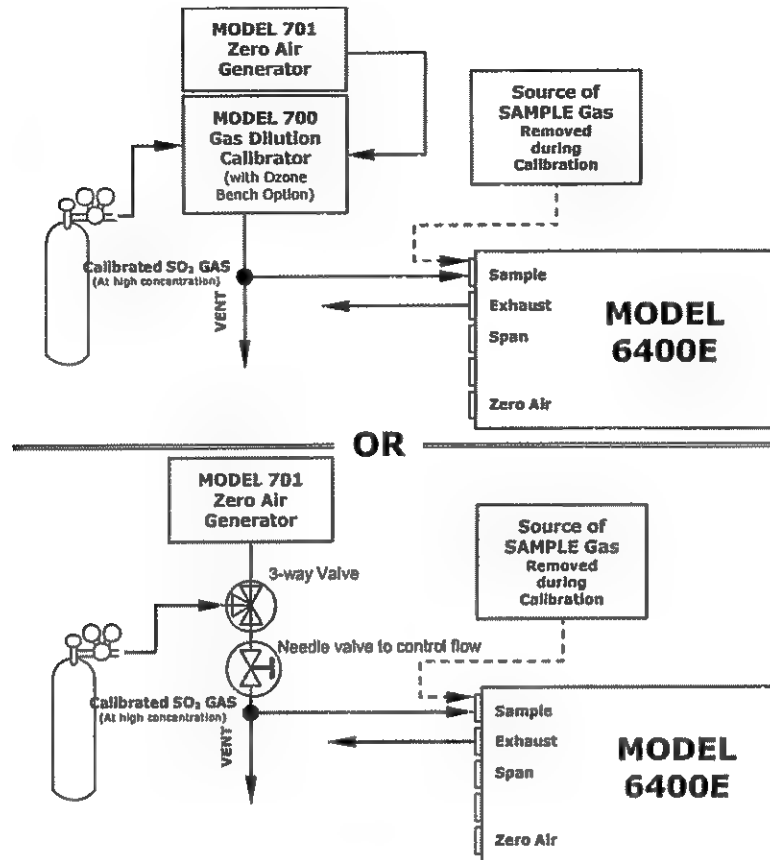 MODEL 701
Zero Air
Generator
MODEL 700
Gas Dilution
Calibrator
(with Ozone
Bench Option)
Source of
SAMPLE Gas
Removed
during
Calibration
Calibrated SO₂ GAS
(At high concentration)
VENT
Sample
Exhaust
Span
Zero Air
MODEL
6400E
OR
MODEL 701
Zero Air
Generator
3-way Valve
Source of
SAMPLE Gas
Removed
during
Calibration
Needle valve to control flow
Calibrated SO₂ GAS
(At high concentration)
VENT
Sample
Exhaust
Span
Zero Air
MODEL
6400E